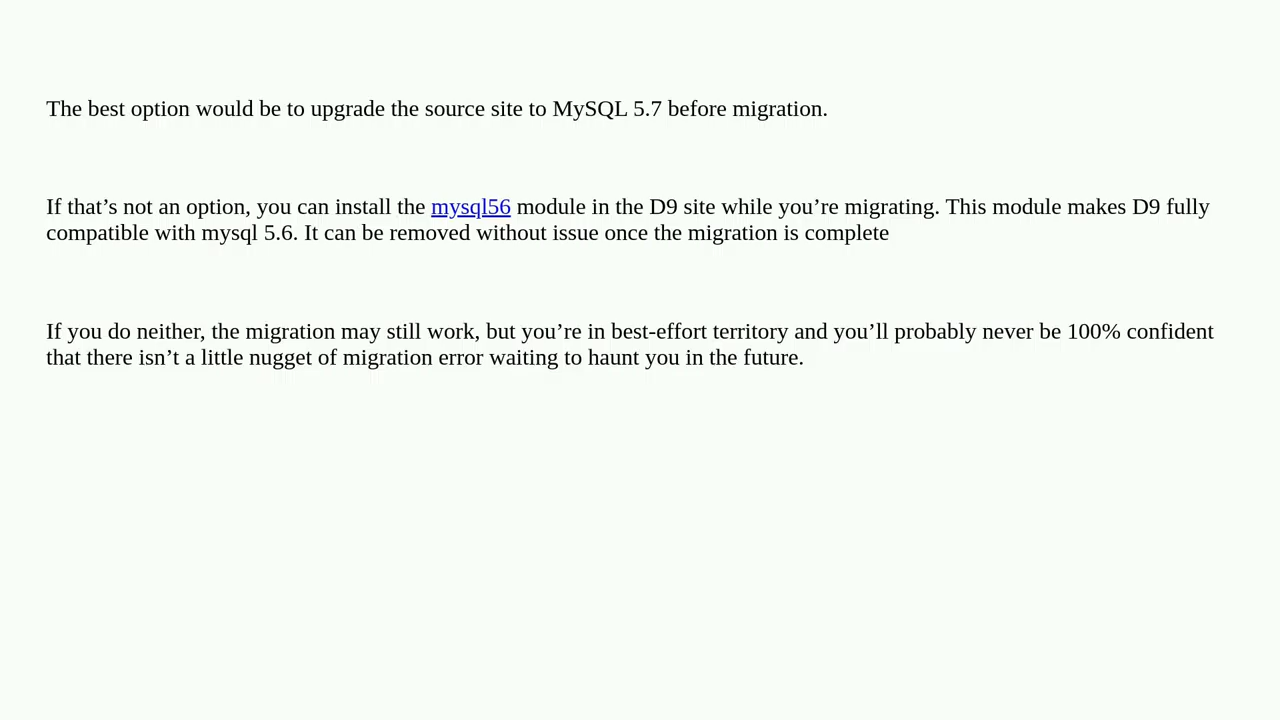 The best option would be to upgrade the source site to MySQL 5.7 before migration.
If that’s not an option, you can install the mysql56 module in the D9 site while you’re migrating. This module makes D9 fully
compatible with mysql 5.6. It can be removed without issue once the migration is complete
If you do neither, the migration may still work, but you’re in best-effort territory and you’ll probably never be 100% confident
that there isn’t a little nugget of migration error waiting to haunt you in the future.